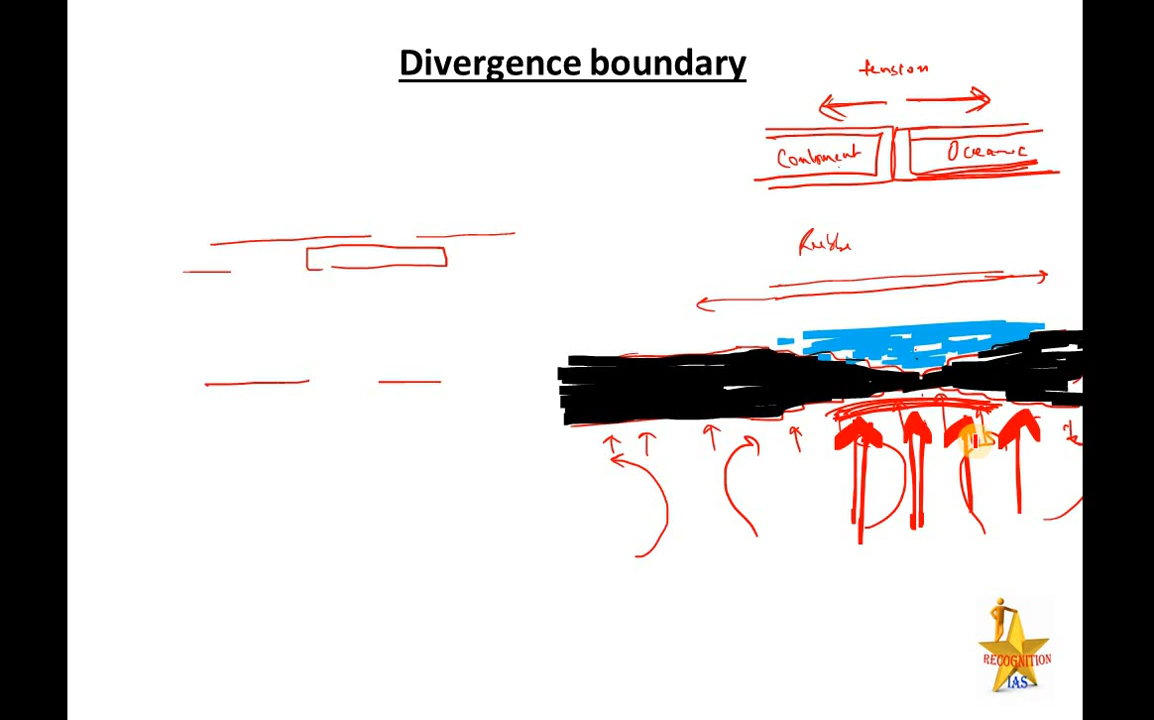 Divergence boundary
tension
Continent Oceanic
RECOGNITION
IAS